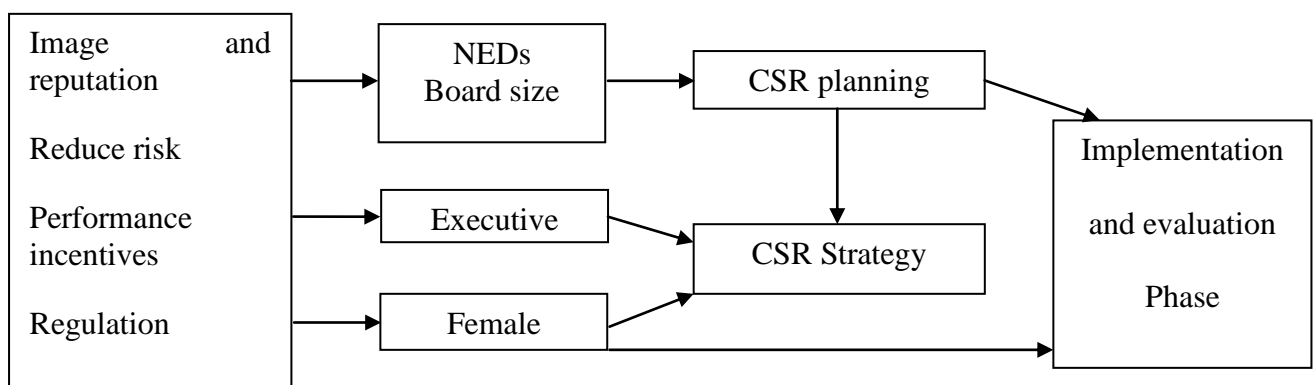 Image and
reputation
Reduce risk
Performance
incentives
Regulation
NEDs
Board size
Executive
Female
CSR planning
CSR Strategy
Implementation
and evaluation
Phase